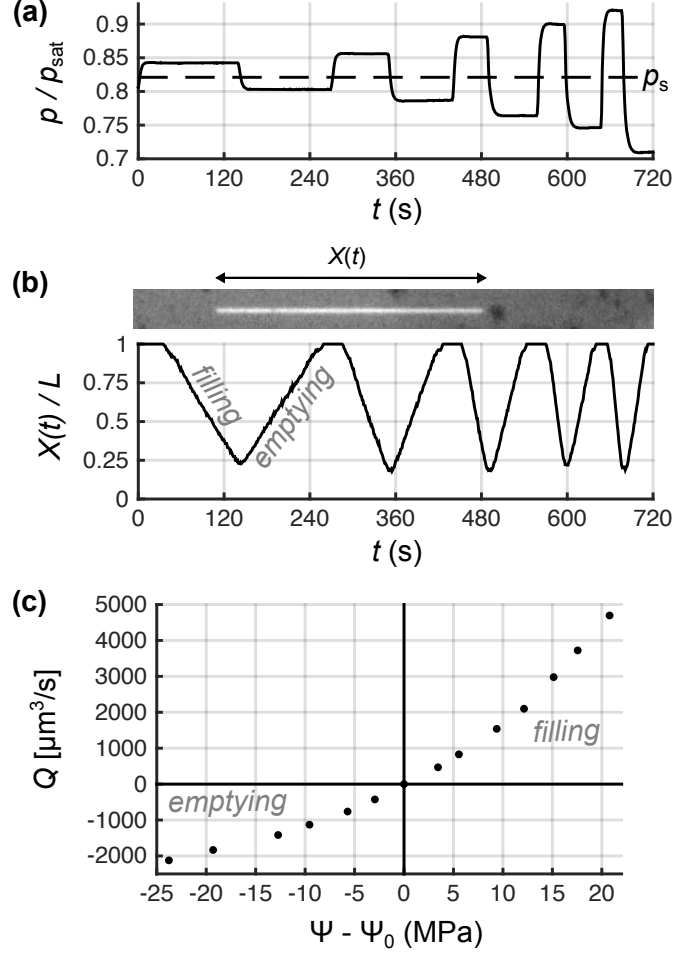 (a)
p / p_sat
0.9
0.85
0.8
0.75
0.7
p_s
0 120 240 360 480 600 720
t (s)
(b)
X(t)
X(t) / L
1
0.75
0.5
0.25
0
filling
emptying
0 120 240 360 480 600 720
t (s)
(c)
Q [μm³/s]
5000
4000
3000
2000
1000
0
-1000
-2000
filling
emptying
-25 -20 -15 -10 -5 0 5 10 15 20
Ψ - Ψ₀ (MPa)